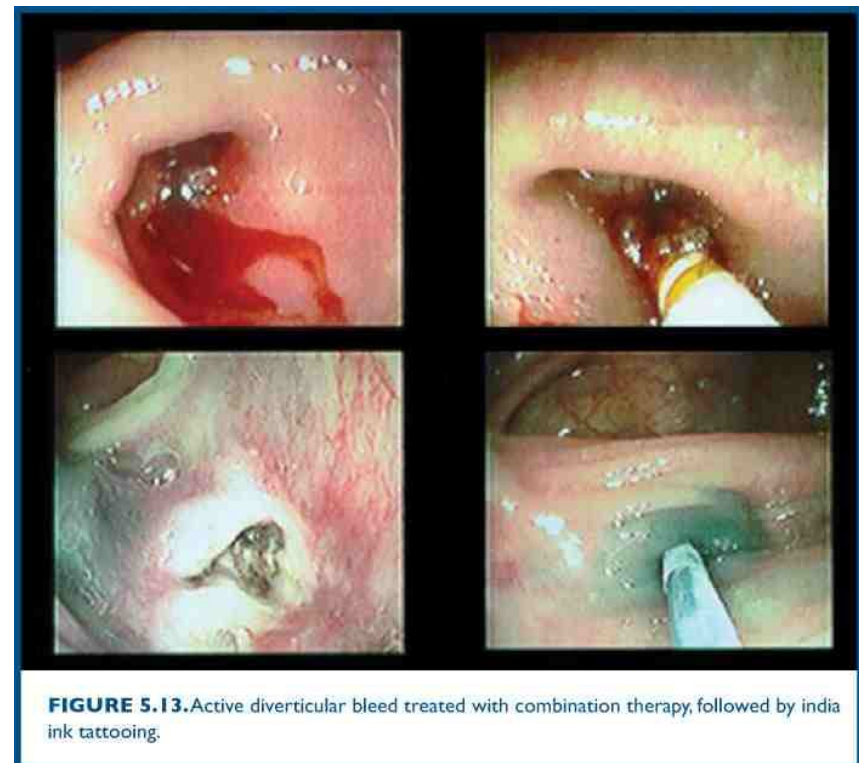 FIGURE 5.13. Active diverticular bleed treated with combination therapy, followed by india
ink tattooing.